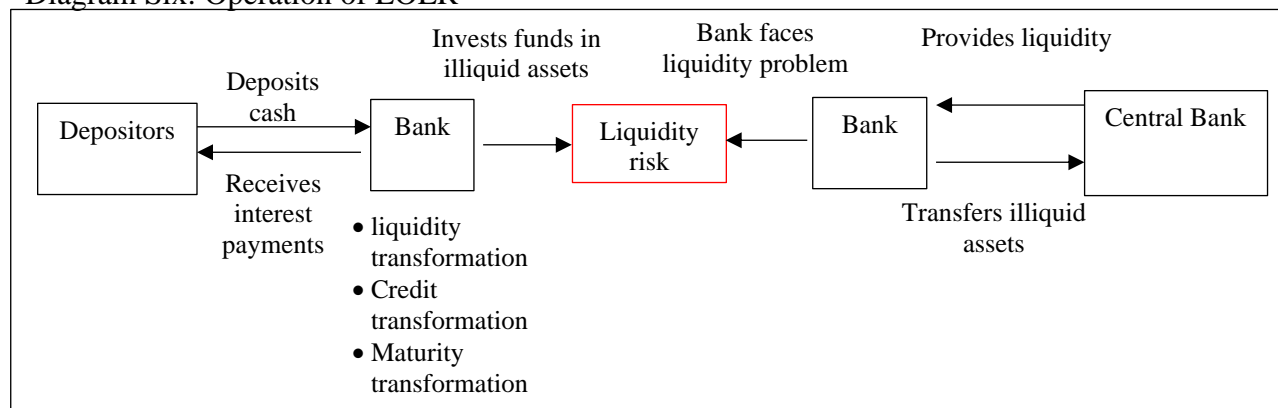 Diagram Six: Operation of LOLR
Invests funds in
illiquid assets
Bank faces
liquidity problem
Provides liquidity
Deposits
cash
Depositors
Bank
Liquidity
risk
Bank
Central Bank
Receives
interest
payments
Transfers illiquid
assets
• liquidity
transformation
• Credit
transformation
• Maturity
transformation